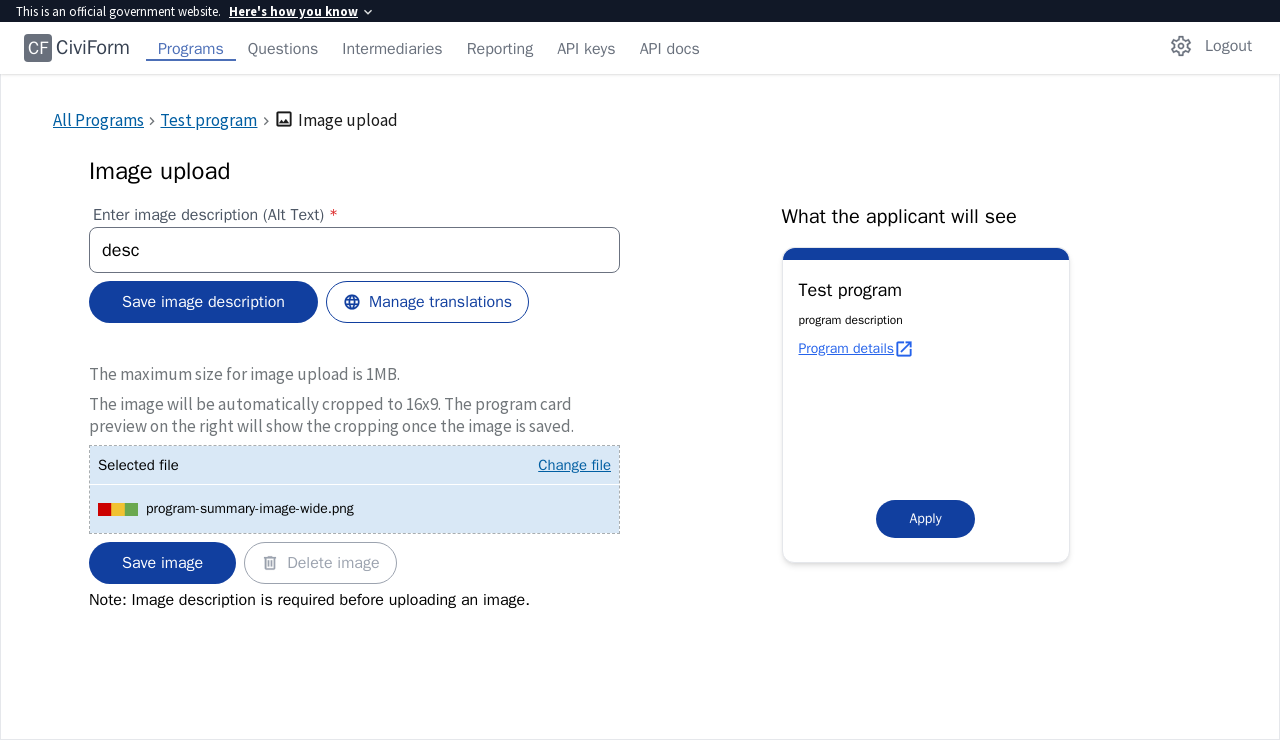 This is an official government website. Here's how you know
CF CiviForm Programs Questions Intermediaries Reporting API keys API docs Logout
All Programs > Test program > Image upload
Image upload
Enter image description (Alt Text) *
desc
Save image description Manage translations
The maximum size for image upload is 1MB.
The image will be automatically cropped to 16x9. The program card
preview on the right will show the cropping once the image is saved.
Selected file Change file
program-summary-image-wide.png
Save image Delete image
Note: Image description is required before uploading an image.
What the applicant will see
Test program
program description
Program details
Apply